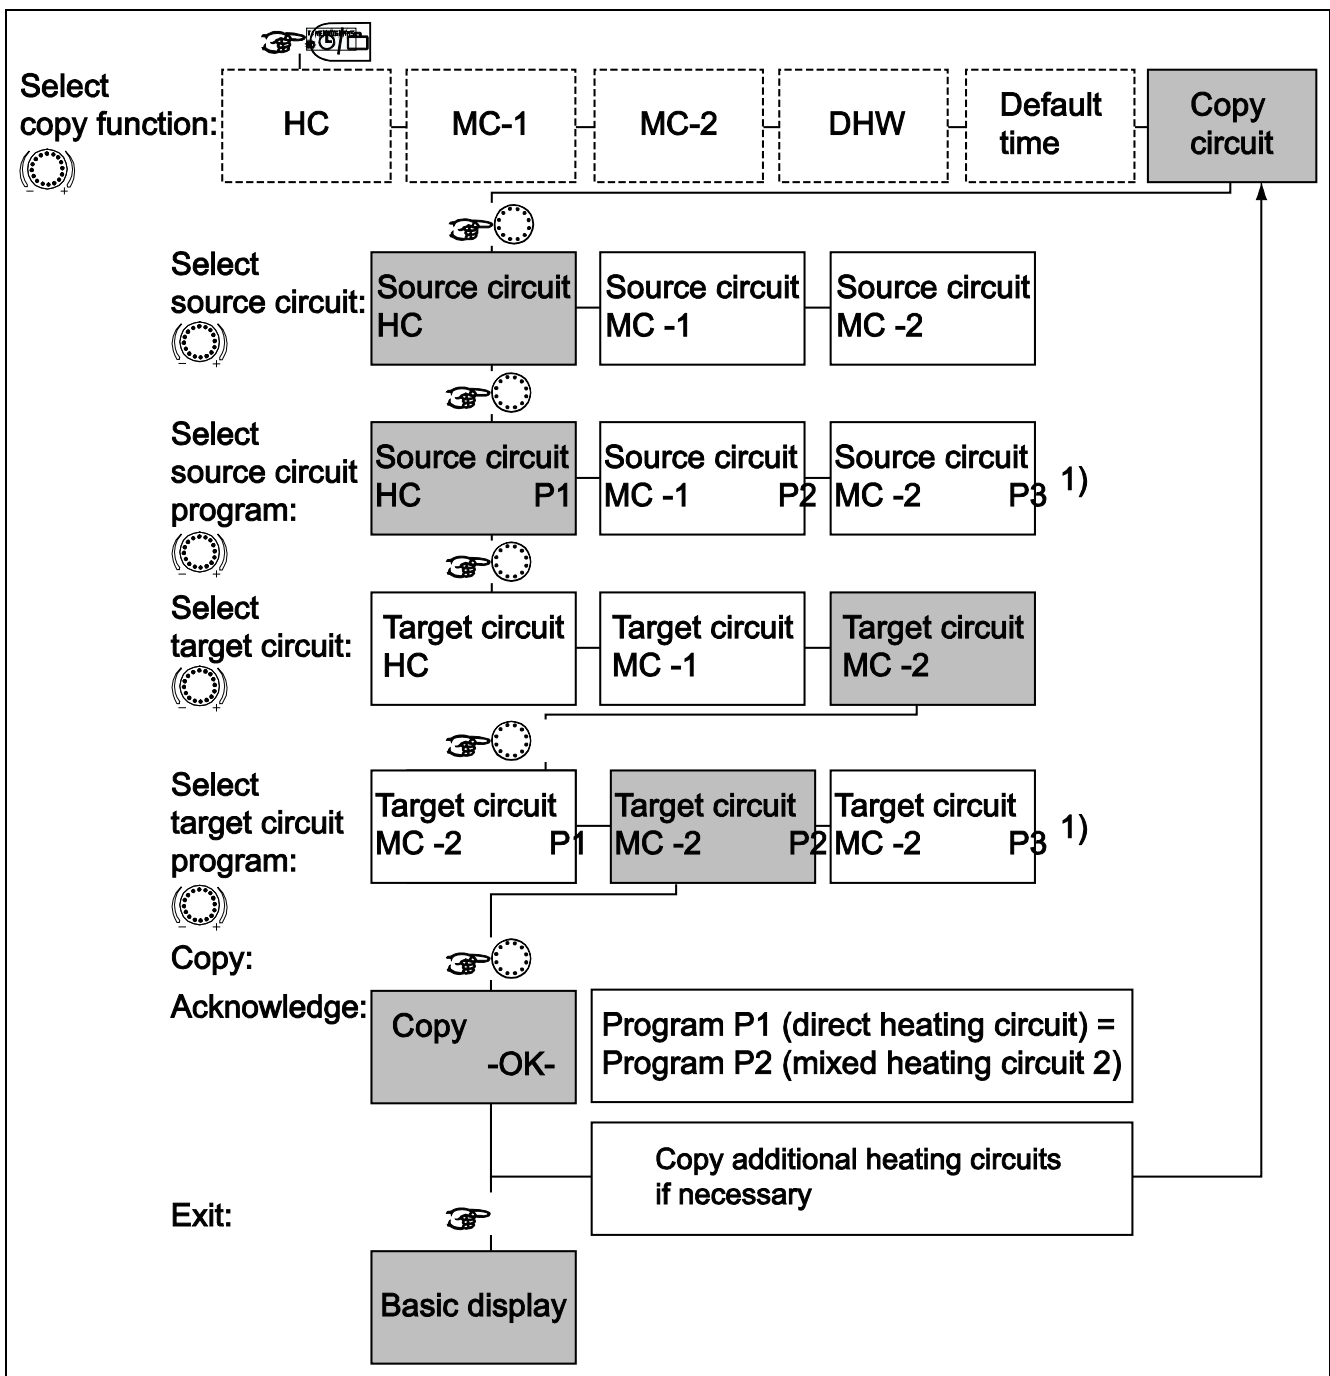 Select
copy function:
- +
HC
MC-1
MC-2
DHW
Default
time
Copy
circuit
Select
source circuit:
- +
Source circuit
HC
Source circuit
MC -1
Source circuit
MC -2
Select
source circuit
program:
- +
Source circuit
HC P1
Source circuit
MC -1 P2
Source circuit
MC -2 P3
1)
Select
target circuit:
- +
Target circuit
HC
Target circuit
MC -1
Target circuit
MC -2
Select
target circuit
program:
- +
Target circuit
MC -2 P1
Target circuit
MC -2 P2
Target circuit
MC -2 P3
1)
Copy:
Acknowledge:
Copy
-OK-
Program P1 (direct heating circuit) =
Program P2 (mixed heating circuit 2)
Copy additional heating circuits
if necessary
Exit:
Basic display